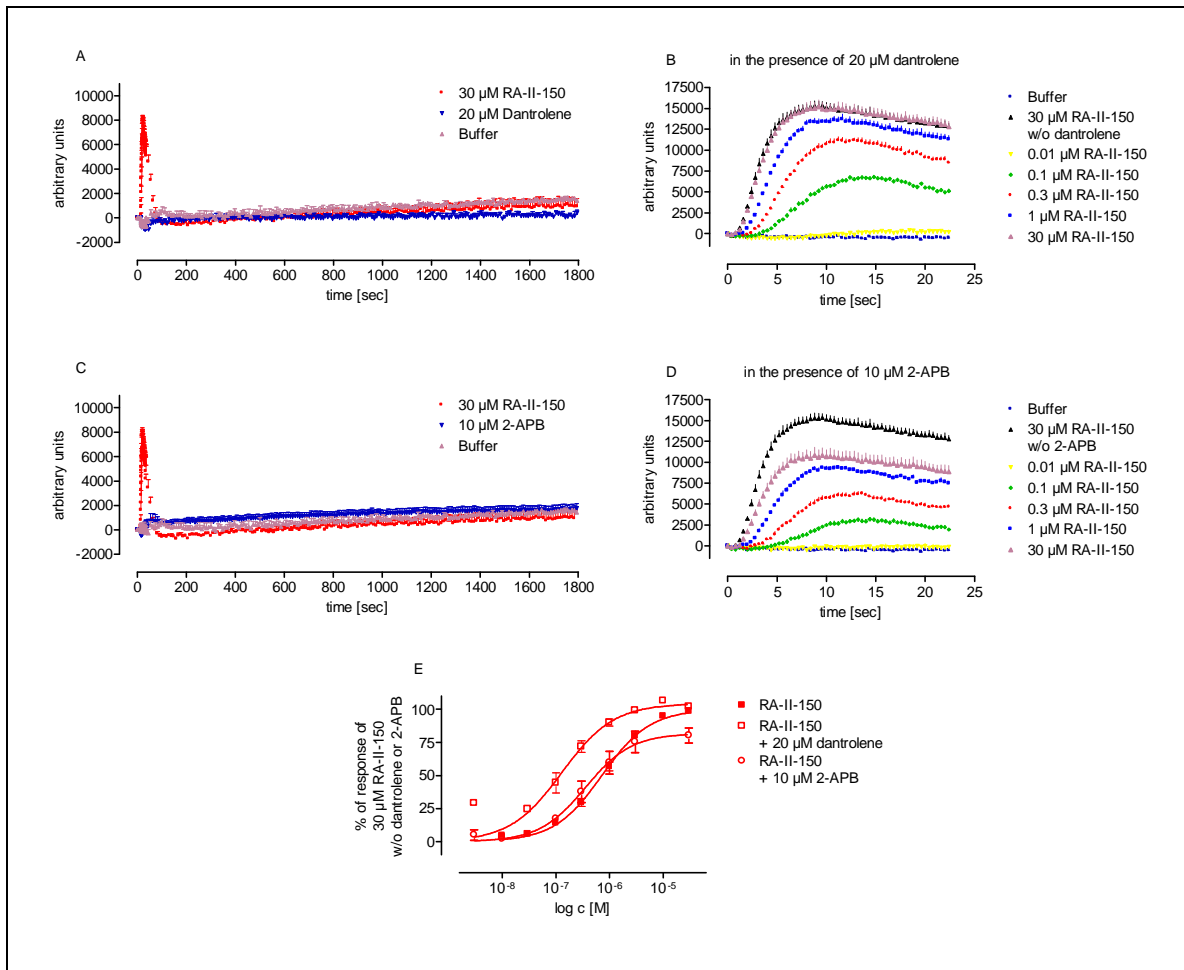 A
10000
8000
6000
4000
2000
0
-2000
arbitrary units
0 200 400 600 800 1000 1200 1400 1600 1800
time [sec]
30 µM RA-II-150
20 µM Dantrolene
Buffer
B
in the presence of 20 µM dantrolene
17500
15000
12500
10000
7500
5000
2500
0
arbitrary units
0 5 10 15 20 25
time [sec]
Buffer
30 µM RA-II-150
w/o dantrolene
0.01 µM RA-II-150
0.1 µM RA-II-150
0.3 µM RA-II-150
1 µM RA-II-150
30 µM RA-II-150
C
10000
8000
6000
4000
2000
0
-2000
arbitrary units
0 200 400 600 800 1000 1200 1400 1600 1800
time [sec]
30 µM RA-II-150
10 µM 2-APB
Buffer
D
in the presence of 10 µM 2-APB
17500
15000
12500
10000
7500
5000
2500
0
arbitrary units
0 5 10 15 20 25
time [sec]
Buffer
30 µM RA-II-150
w/o 2-APB
0.01 µM RA-II-150
0.1 µM RA-II-150
0.3 µM RA-II-150
1 µM RA-II-150
30 µM RA-II-150
E
100
75
50
25
0
% of response of
30 µM RA-II-150
w/o dantrolene or 2-APB
10-8 10-7 10-6 10-5
log c [M]
RA-II-150
RA-II-150
+ 20 µM dantrolene
RA-II-150
+ 10 µM 2-APB